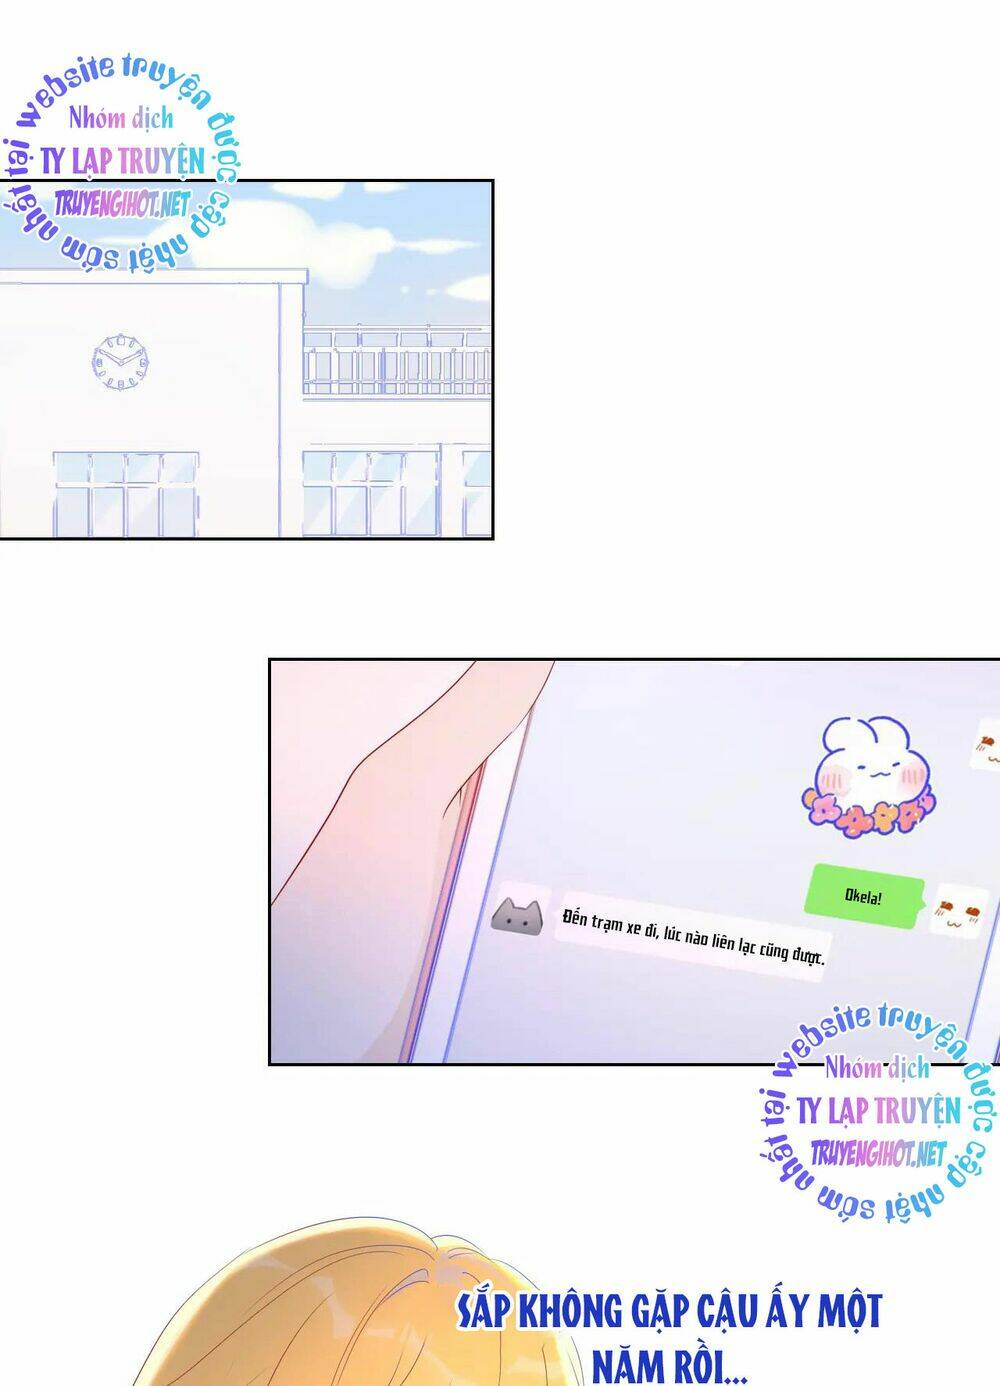 tại website truyện được cập nhật sớm nhất
Nhóm dịch
TY LẠP TRUYỆN
TRUYENGIHOT.NET
Okela!
Đến trạm xe đi, lúc nào liên lạc cũng được.
tại website truyện được cập nhật sớm nhất
Nhóm dịch
TY LẠP TRUYỆN
TRUYENGIHOT.NET
SẮP KHÔNG GẶP CẬU ẤY MỘT
NĂM RỒI...